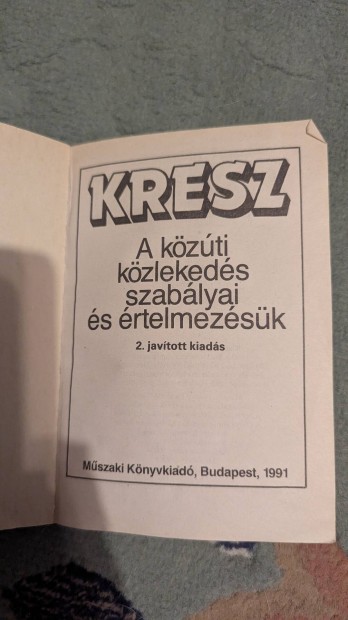 KRESZ
A közúti
közlekedés
szabályai
és értelmezésük
2. javított kiadás
Műszaki Könyvkiadó, Budapest, 1991